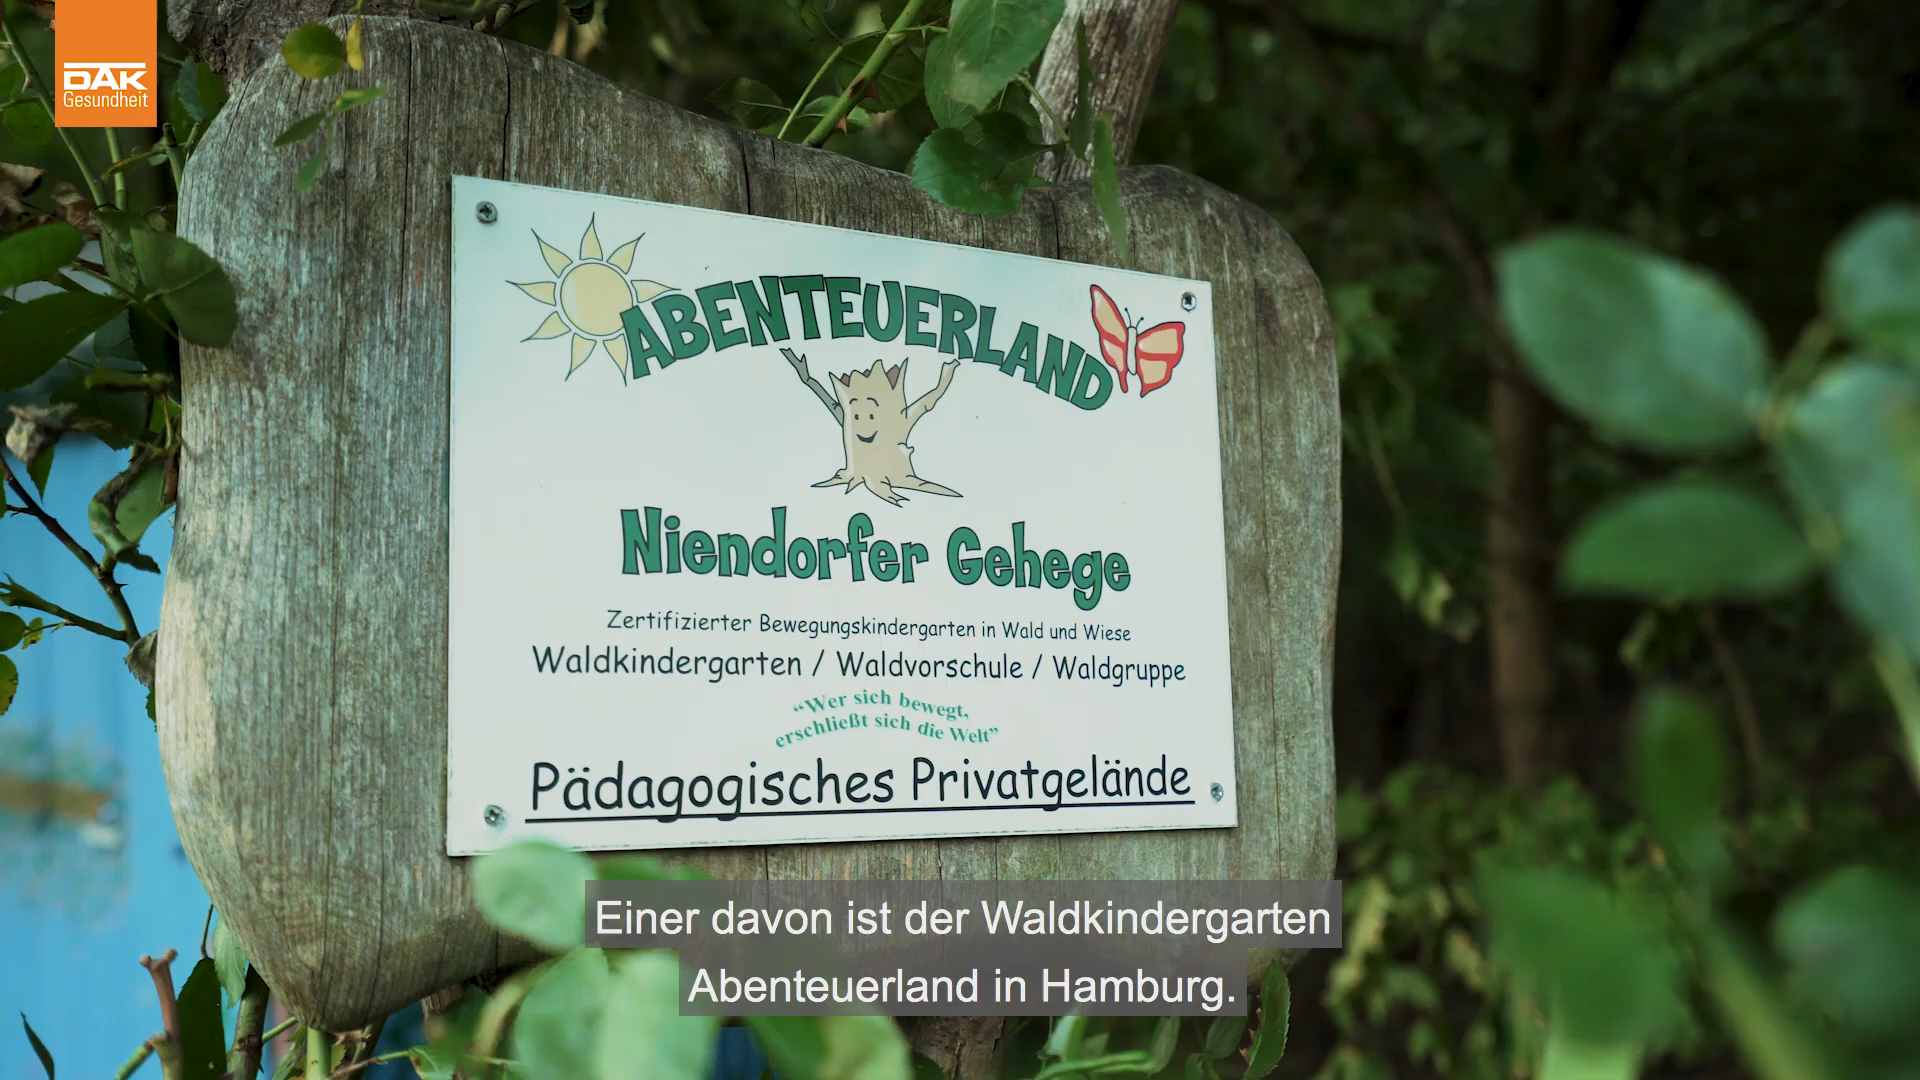 DAK
Gesundheit
ABENTEUERLAND
Niendorfer Gehege
Zertifizierter Bewegungskindergarten in Wald und Wiese
Waldkindergarten / Waldvorschule / Waldgruppe
“Wer sich bewegt,
erschließt sich die Welt”
Pädagogisches Privatgelände
Einer davon ist der Waldkindergarten
Abenteuerland in Hamburg.